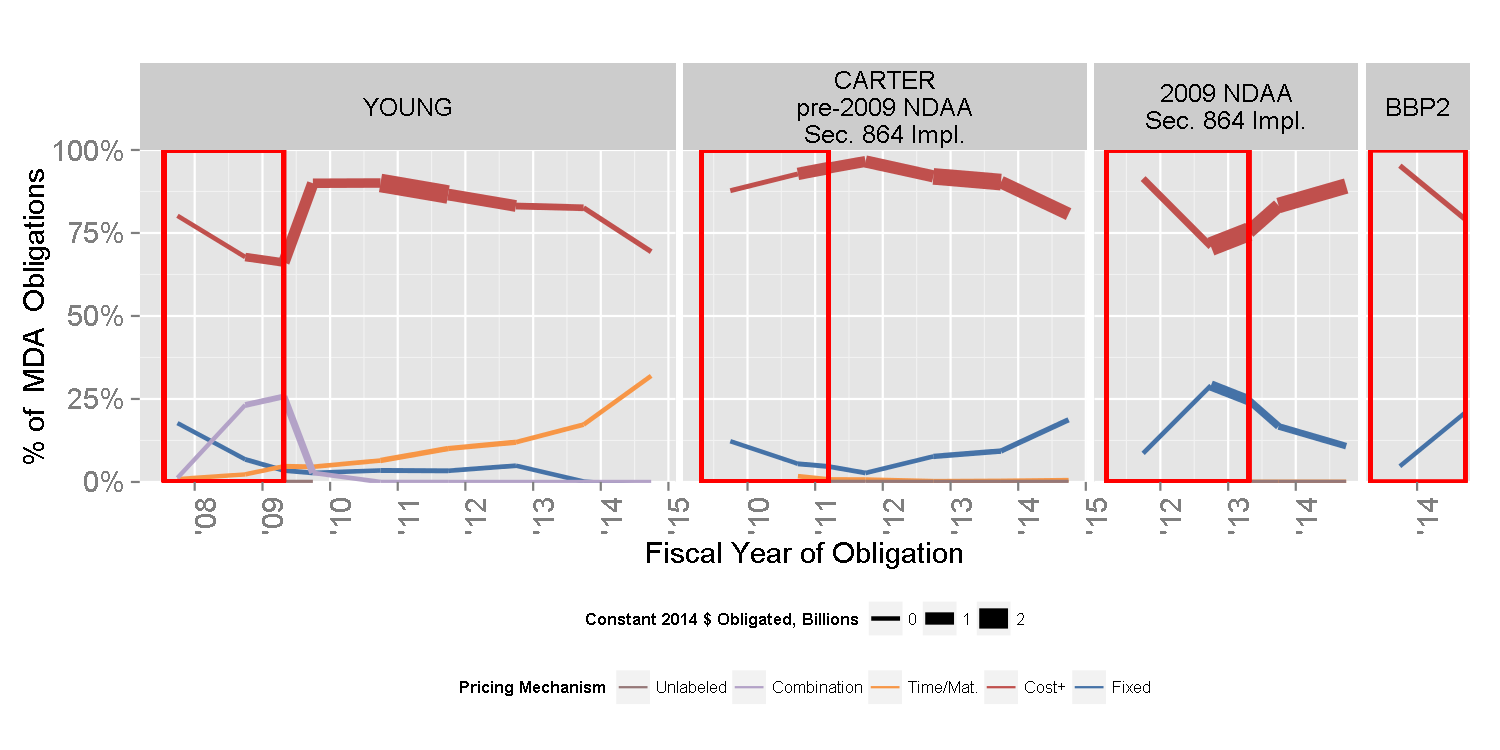 YOUNG
CARTER
pre-2009 NDAA
Sec. 864 Impl.
2009 NDAA
Sec. 864 Impl.
BBP2
% of  MDA  Obligations
100%
75%
50%
25%
0%
'08
'09
'10
'11
'12
'13
'14
'15
'10
'11
'12
'13
'14
'15
'12
'13
'14
'14
Fiscal Year of Obligation
Constant 2014 $ Obligated, Billions 0 1 2
Pricing Mechanism Unlabeled Combination Time/Mat. Cost+ Fixed